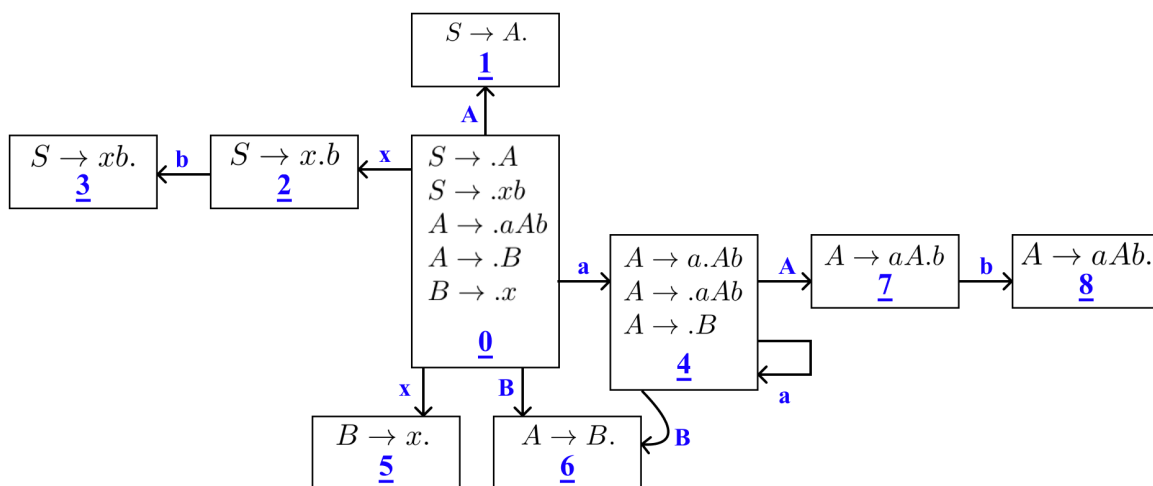 S → A.
1
A
S → xb.
3
b
S → x.b
2
x
S → .A
S → .xb
A → .aAb
A → .B
B → .x
0
a
A → a.Ab
A → .aAb
A → .B
4
A
A → aA.b
7
b
A → aAb.
8
a
x
B
B
B → x.
5
A → B.
6